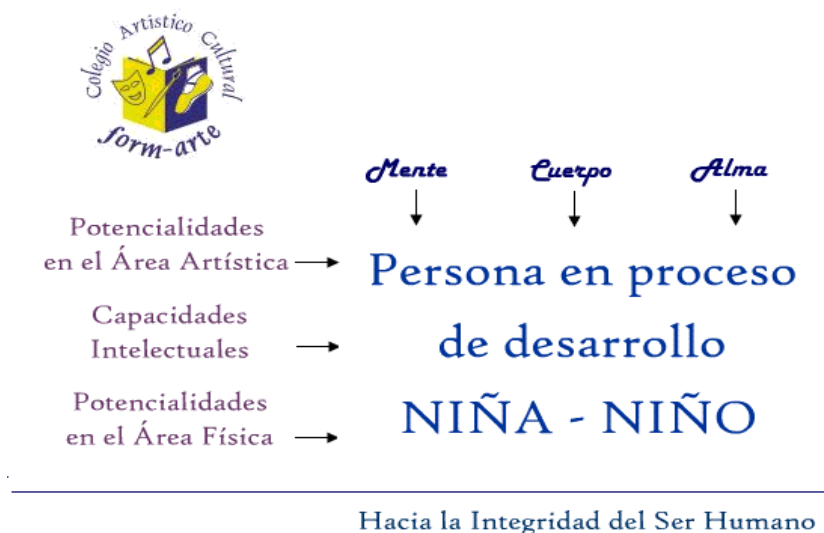 Colegio Artistico Cultural
form-arte
Mente Cuerpo Alma
Potencialidades
en el Área Artística
Persona en proceso
Capacidades
Intelectuales
de desarrollo
Potencialidades
en el Área Física
NIÑA - NIÑO
Hacia la Integridad del Ser Humano